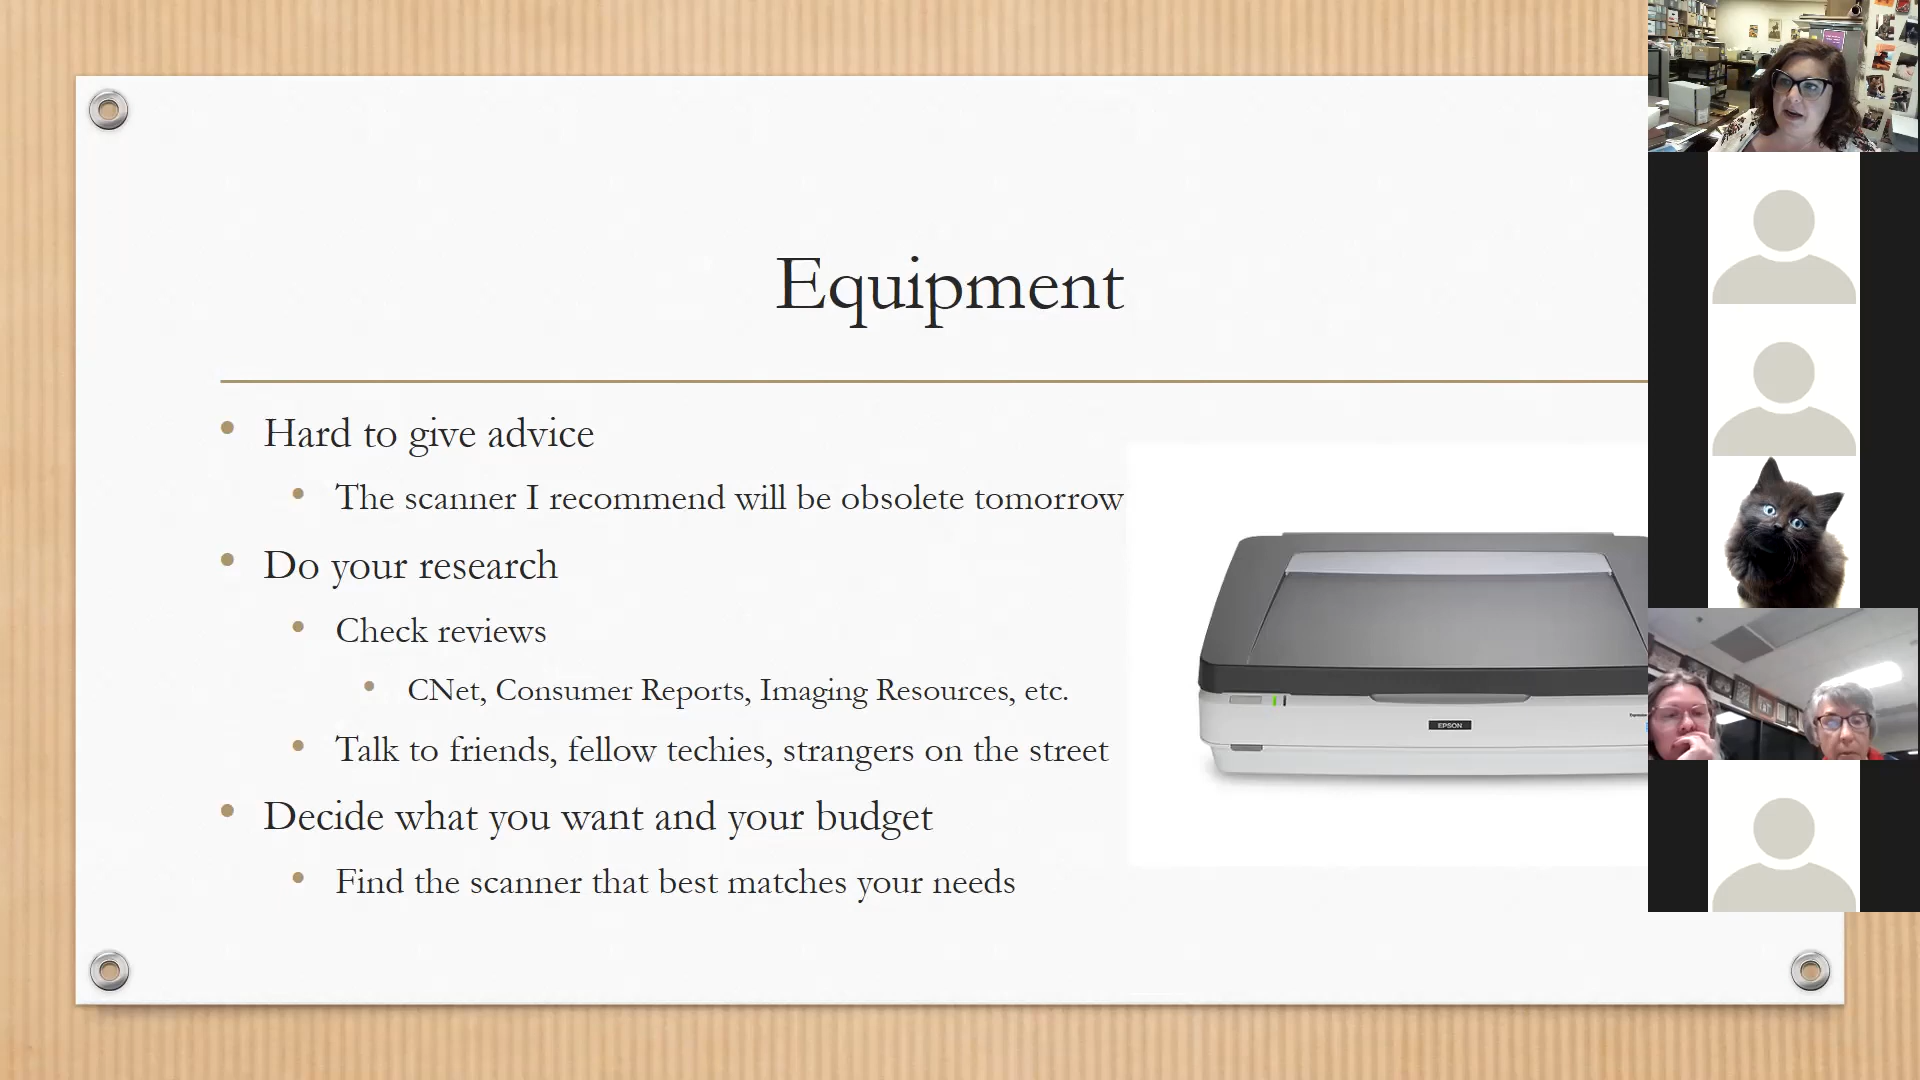 Equipment
Hard to give advice
The scanner I recommend will be obsolete tomorrow
Do your research
Check reviews
CNet, Consumer Reports, Imaging Resources, etc.
Talk to friends, fellow techies, strangers on the street
Decide what you want and your budget
Find the scanner that best matches your needs
EPSON